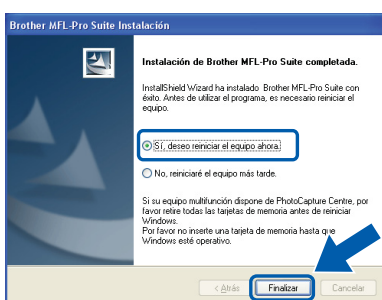 Brother MFL-Pro Suite Instalación
Instalación de Brother MFL-Pro Suite completada.
InstallShield Wizard ha instalado Brother MFL-Pro Suite con
éxito. Antes de utilizar el programa, es necesario reiniciar el
equipo.
Sí, deseo reiniciar el equipo ahora.
No, reiniciaré el equipo más tarde.
Si su equipo multifunción dispone de PhotoCapture Centre, por
favor retire todas las tarjetas de memoria antes de reiniciar
Windows.
Por favor no inserte una tarjeta de memoria hasta que
Windows esté operativo.
< Atrás Finalizar Cancelar